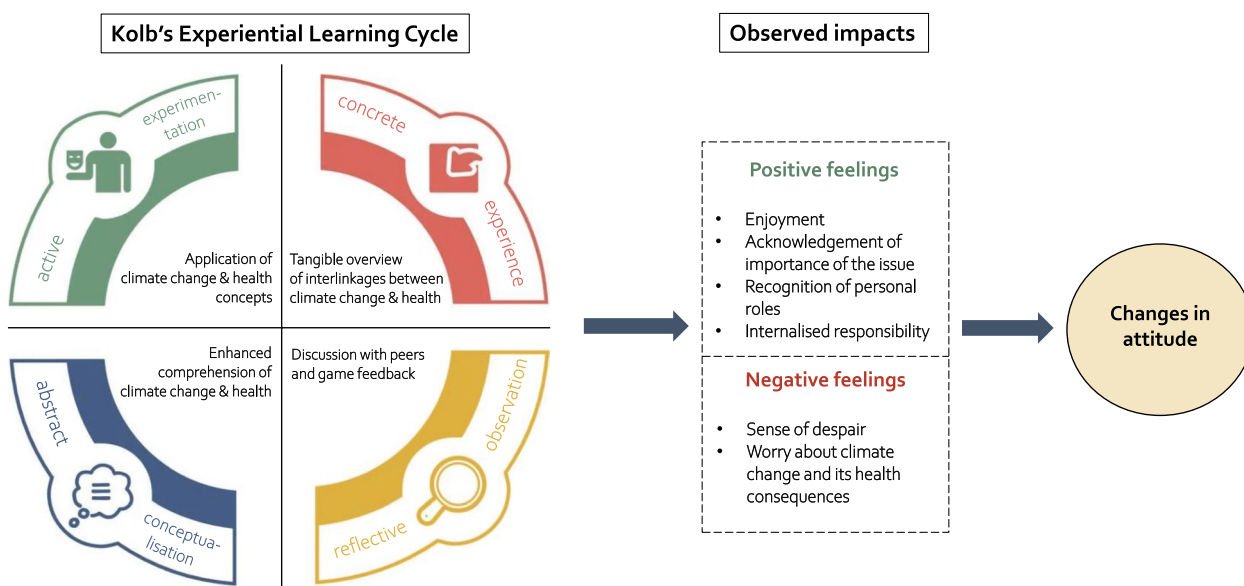 Kolb's Experiential Learning Cycle
experimen-
tation
active
Application of
climate change & health
concepts
concrete
experience
Tangible overview
of interlinkages between
climate change & health
abstract
conceptua-
lisation
Enhanced
comprehension of
climate change & health
Discussion with peers
and game feedback
observation
reflective
Observed impacts
Positive feelings
• Enjoyment
• Acknowledgement of
importance of the issue
• Recognition of personal
roles
• Internalised responsibility
Negative feelings
• Sense of despair
• Worry about climate
change and its health
consequences
Changes in
attitude